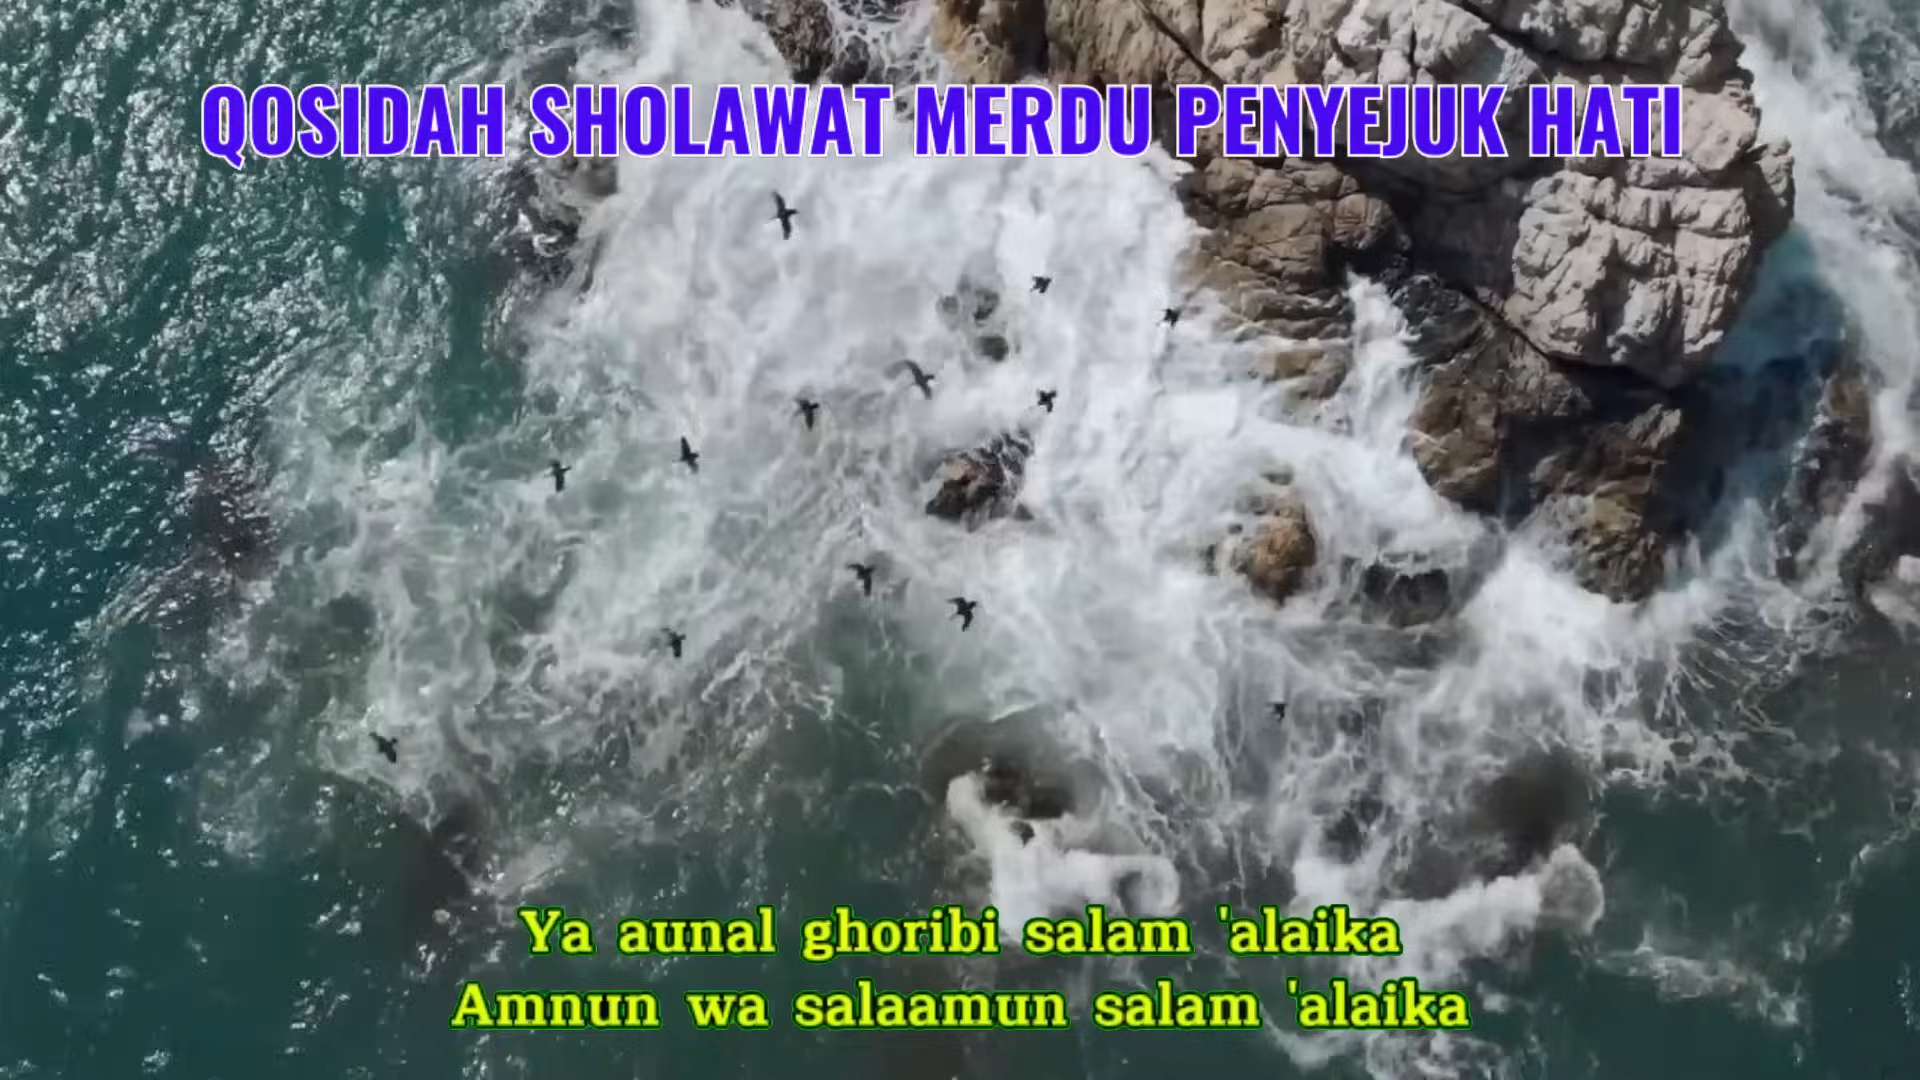 QOSIDAH SHOLAWAT MERDU PENYEJUK HATI
Ya aunal ghoribi salam 'alaika
Amnun wa salaamun salam 'alaika